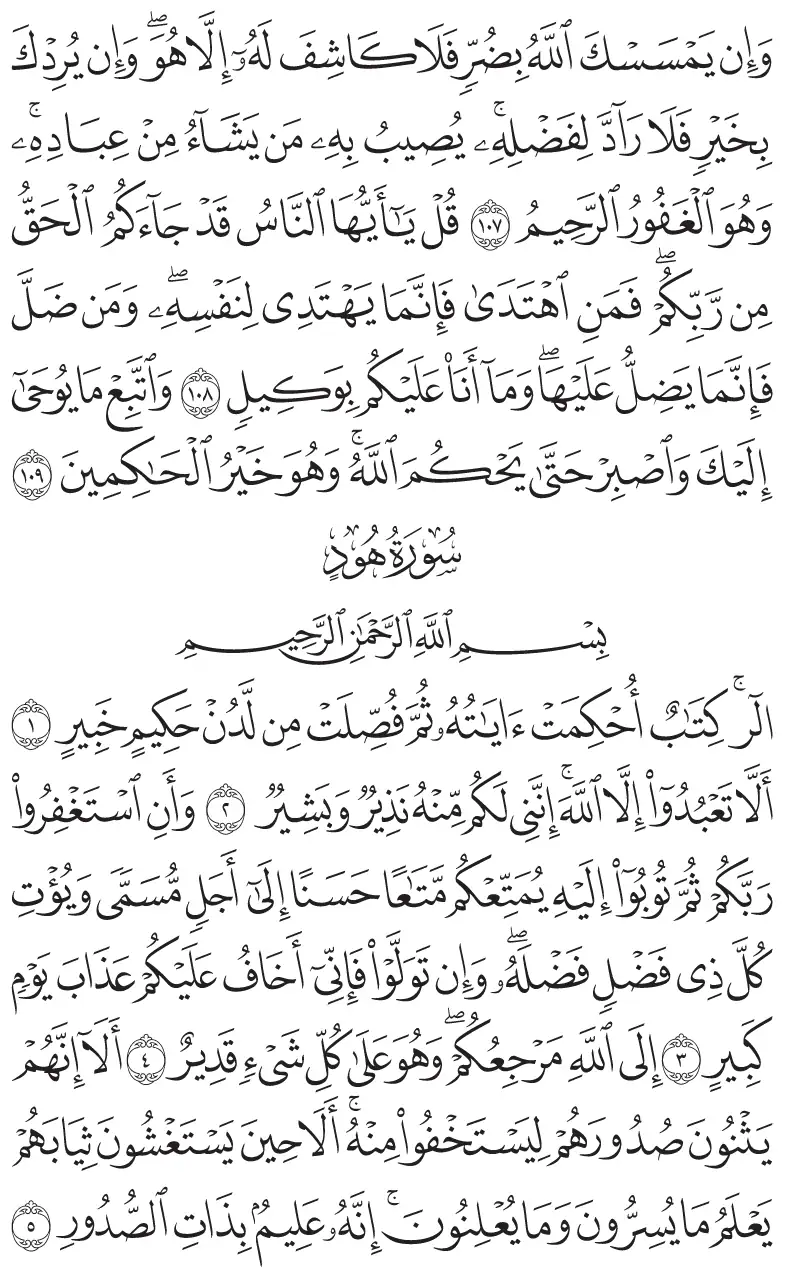 وَإِن يَمۡسَسۡكَ ٱللَّهُ بِضُرّٖ فَلَا كَاشِفَ لَهُۥٓ إِلَّا هُوَۖ وَإِن يُرِدۡكَ
بِخَيۡرٖ فَلَا رَآدَّ لِفَضۡلِهِۦۚ يُصِيبُ بِهِۦ مَن يَشَآءُ مِنۡ عِبَادِهِۦۚ
وَهُوَ ٱلۡغَفُورُ ٱلرَّحِيمُ ١٠٧ قُلۡ يَٰٓأَيُّهَا ٱلنَّاسُ قَدۡ جَآءَكُمُ ٱلۡحَقُّ
مِن رَّبِّكُمۡۖ فَمَنِ ٱهۡتَدَىٰ فَإِنَّمَا يَهۡتَدِي لِنَفۡسِهِۦۖ وَمَن ضَلَّ
فَإِنَّمَا يَضِلُّ عَلَيۡهَاۖ وَمَآ أَنَا۠ عَلَيۡكُم بِوَكِيلٖ ١٠٨ وَٱتَّبِعۡ مَا يُوحَىٰٓ
إِلَيۡكَ وَٱصۡبِرۡ حَتَّىٰ يَحۡكُمَ ٱللَّهُۚ وَهُوَ خَيۡرُ ٱلۡحَٰكِمِينَ ١٠٩
سُورَةُ هُودٍ
بِسۡمِ ٱللَّهِ ٱلرَّحۡمَٰنِ ٱلرَّحِيمِ
الٓرۚ كِتَٰبٌ أُحۡكِمَتۡ ءَايَٰتُهُۥ ثُمَّ فُصِّلَتۡ مِن لَّدُنۡ حَكِيمٍ خَبِيرٍ ١
أَلَّا تَعۡبُدُوٓاْ إِلَّا ٱللَّهَۚ إِنَّنِي لَكُم مِّنۡهُ نَذِيرٞ وَبَشِيرٞ ٢ وَأَنِ ٱسۡتَغۡفِرُواْ
رَبَّكُمۡ ثُمَّ تُوبُوٓاْ إِلَيۡهِ يُمَتِّعۡكُم مَّتَٰعًا حَسَنًا إِلَىٰٓ أَجَلٖ مُّسَمّٗى وَيُؤۡتِ
كُلَّ ذِي فَضۡلٖ فَضۡلَهُۥۖ وَإِن تَوَلَّوۡاْ فَإِنِّيٓ أَخَافُ عَلَيۡكُمۡ عَذَابَ يَوۡمٖ
كَبِيرٍ ٣ إِلَى ٱللَّهِ مَرۡجِعُكُمۡۖ وَهُوَ عَلَىٰ كُلِّ شَيۡءٖ قَدِيرٌ ٤ أَلَآ إِنَّهُمۡ
يَثۡنُونَ صُدُورَهُمۡ لِيَسۡتَخۡفُواْ مِنۡهُۚ أَلَا حِينَ يَسۡتَغۡشُونَ ثِيَابَهُمۡ
يَعۡلَمُ مَا يُسِرُّونَ وَمَا يُعۡلِنُونَۚ إِنَّهُۥ عَلِيمُۢ بِذَاتِ ٱلصُّدُورِ ٥